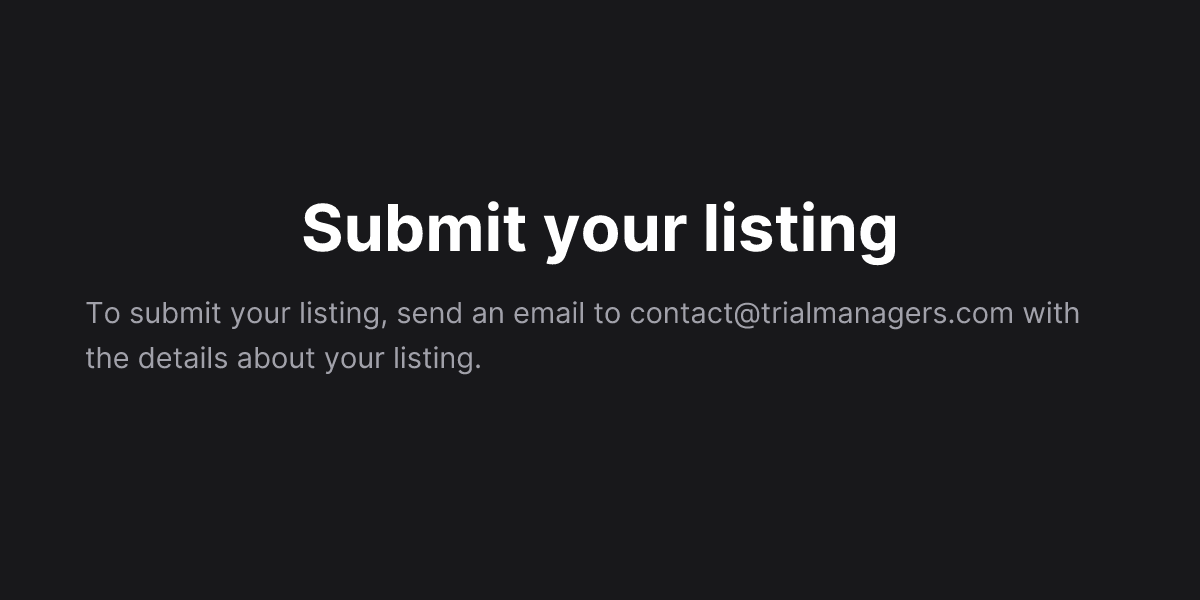 Submit your listing
To submit your listing, send an email to contact@trialmanagers.com with
the details about your listing.